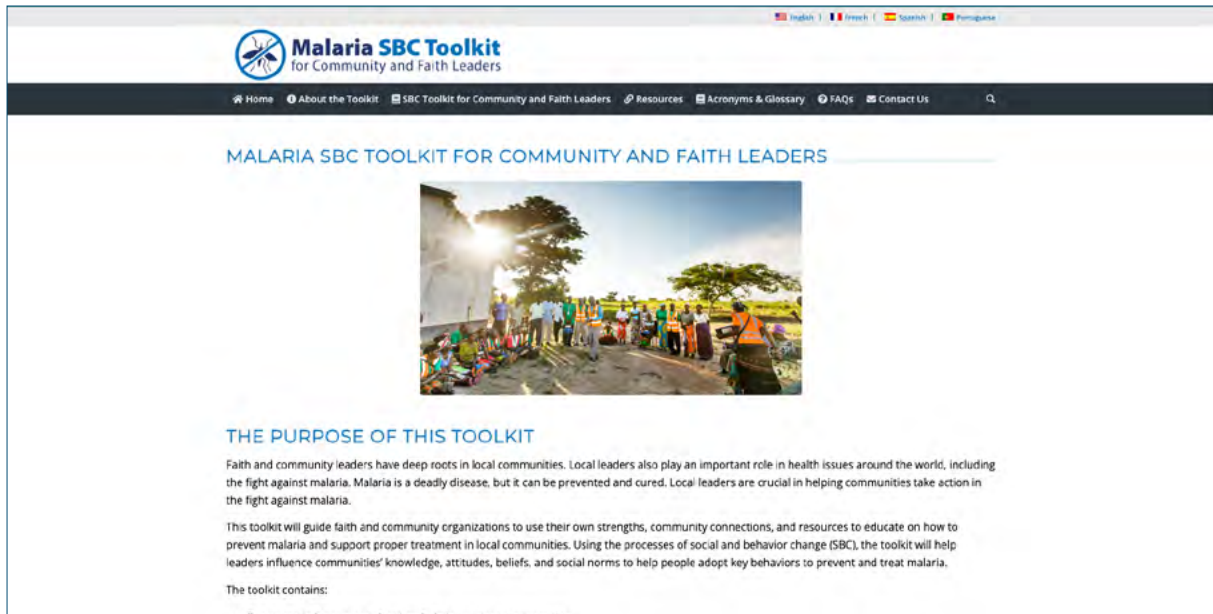 English | French | Spanish | Portuguese
Malaria SBC Toolkit
for Community and Faith Leaders
Home About the Toolkit SBC Toolkit for Community and Faith Leaders Resources Acronyms & Glossary FAQs Contact Us
MALARIA SBC TOOLKIT FOR COMMUNITY AND FAITH LEADERS
THE PURPOSE OF THIS TOOLKIT
Faith and community leaders have deep roots in local communities. Local leaders also play an important role in health issues around the world, including
the fight against malaria. Malaria is a deadly disease, but it can be prevented and cured. Local leaders are crucial in helping communities take action in
the fight against malaria.
This toolkit will guide faith and community organizations to use their own strengths, community connections, and resources to educate on how to
prevent malaria and support proper treatment in local communities. Using the processes of social and behavior change (SBC), the toolkit will help
leaders influence communities' knowledge, attitudes, beliefs, and social norms to help people adopt key behaviors to prevent and treat malaria.
The toolkit contains: